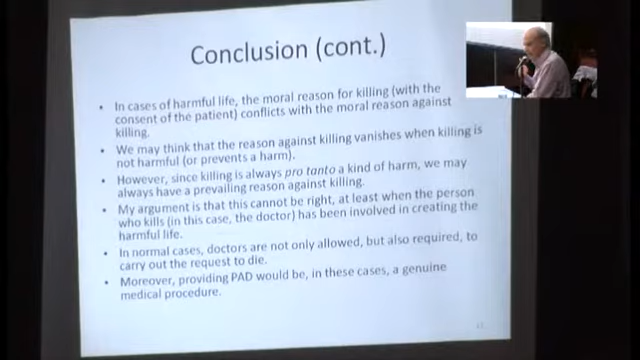 Conclusion (cont.)
• In cases of harmful life, the moral reason for killing (with the
consent of the patient) conflicts with the moral reason against
killing.
• We may think that the reason against killing vanishes when killing is
not harmful (or prevents a harm).
• However, since killing is always pro tanto a kind of harm, we may
always have a prevailing reason against killing.
• My argument is that this cannot be right, at least when the person
who kills (in this case, the doctor) has been involved in creating the
harmful life.
• In normal cases, doctors are not only allowed, but also required, to
carry out the request to die.
• Moreover, providing PAD would be, in these cases, a genuine
medical procedure.